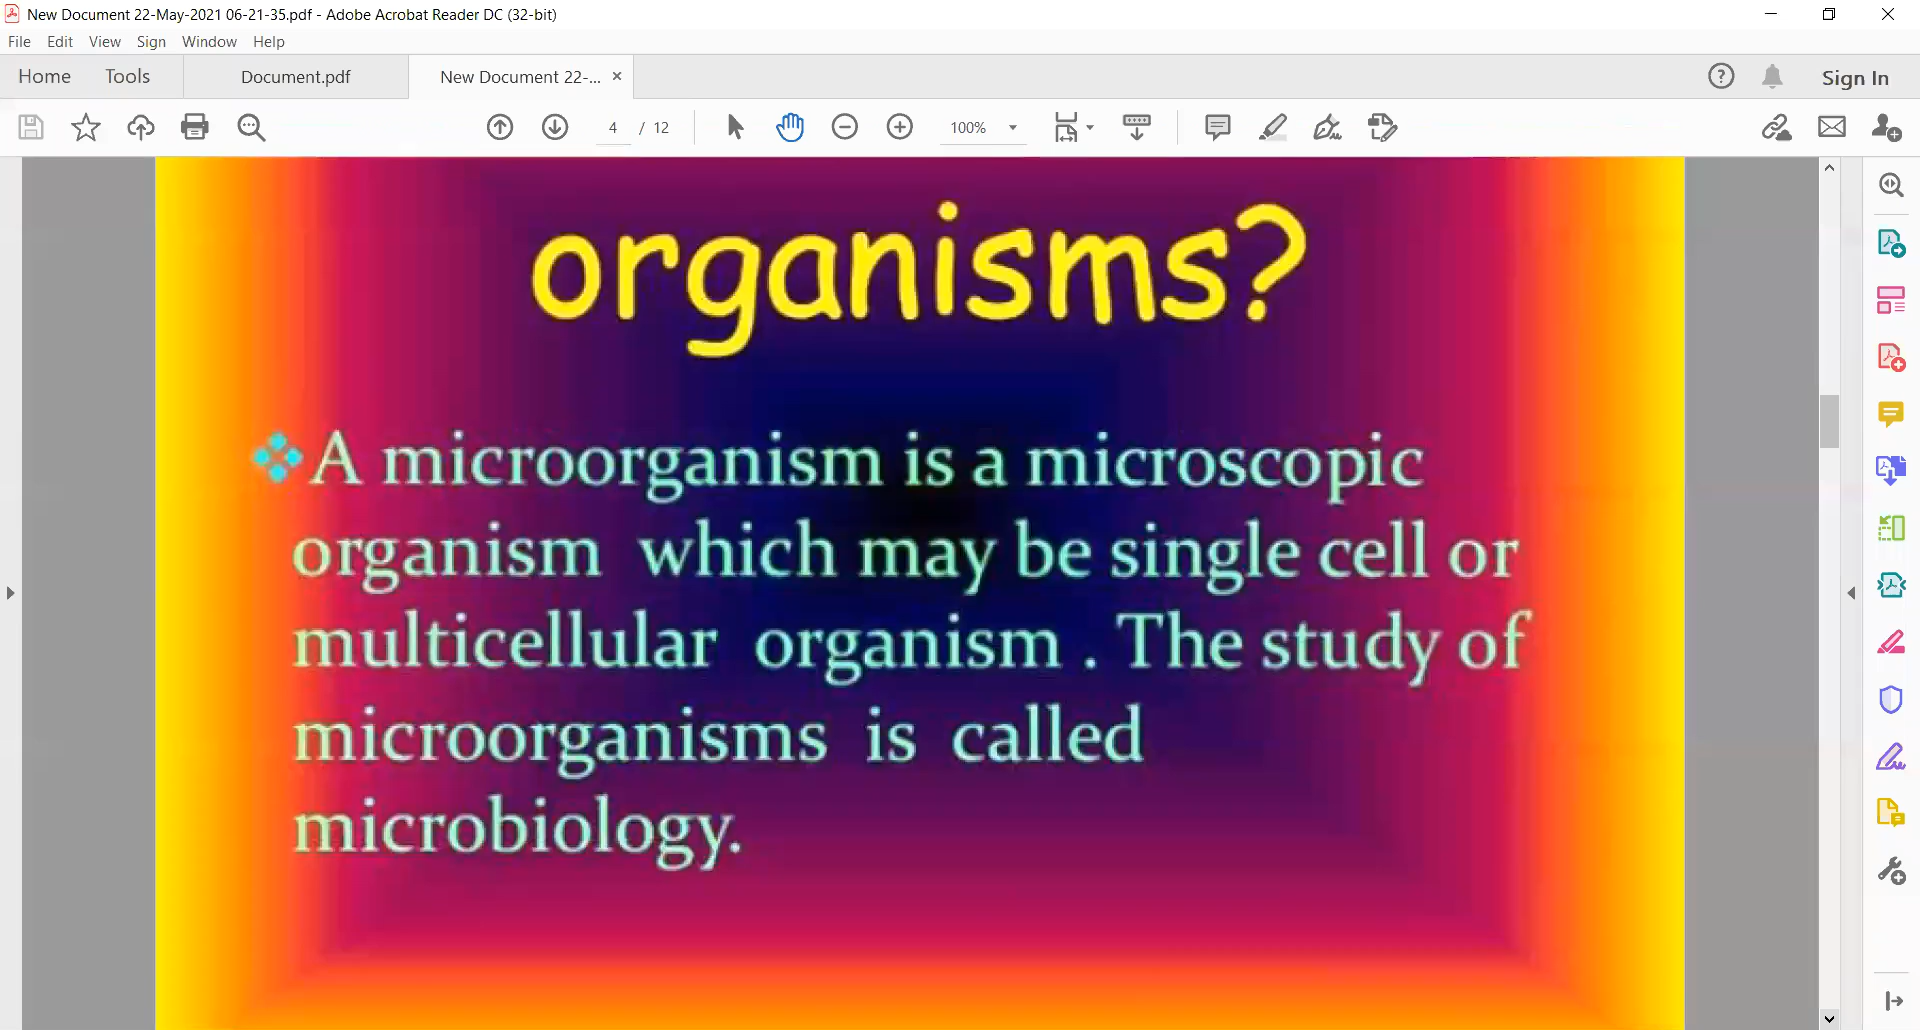 New Document 22-May-2021 06-21-35.pdf - Adobe Acrobat Reader DC (32-bit)
File Edit View Sign Window Help
Home Tools Document.pdf New Document 22-... × Sign In
4 / 12 100%
organisms?
A microorganism is a microscopic
organism which may be single cell or
multicellular organism . The study of
microorganisms is called
microbiology.